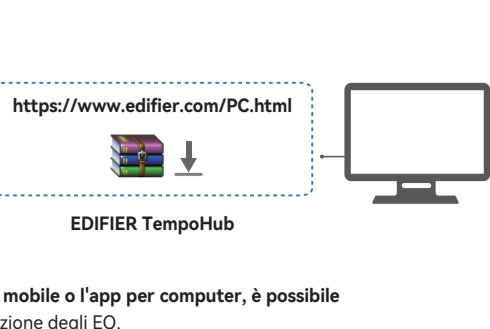 https://www.edifier.com/PC.html
EDIFIER TempoHub
mobile o l'app per computer, è possibile
zione degli EQ.